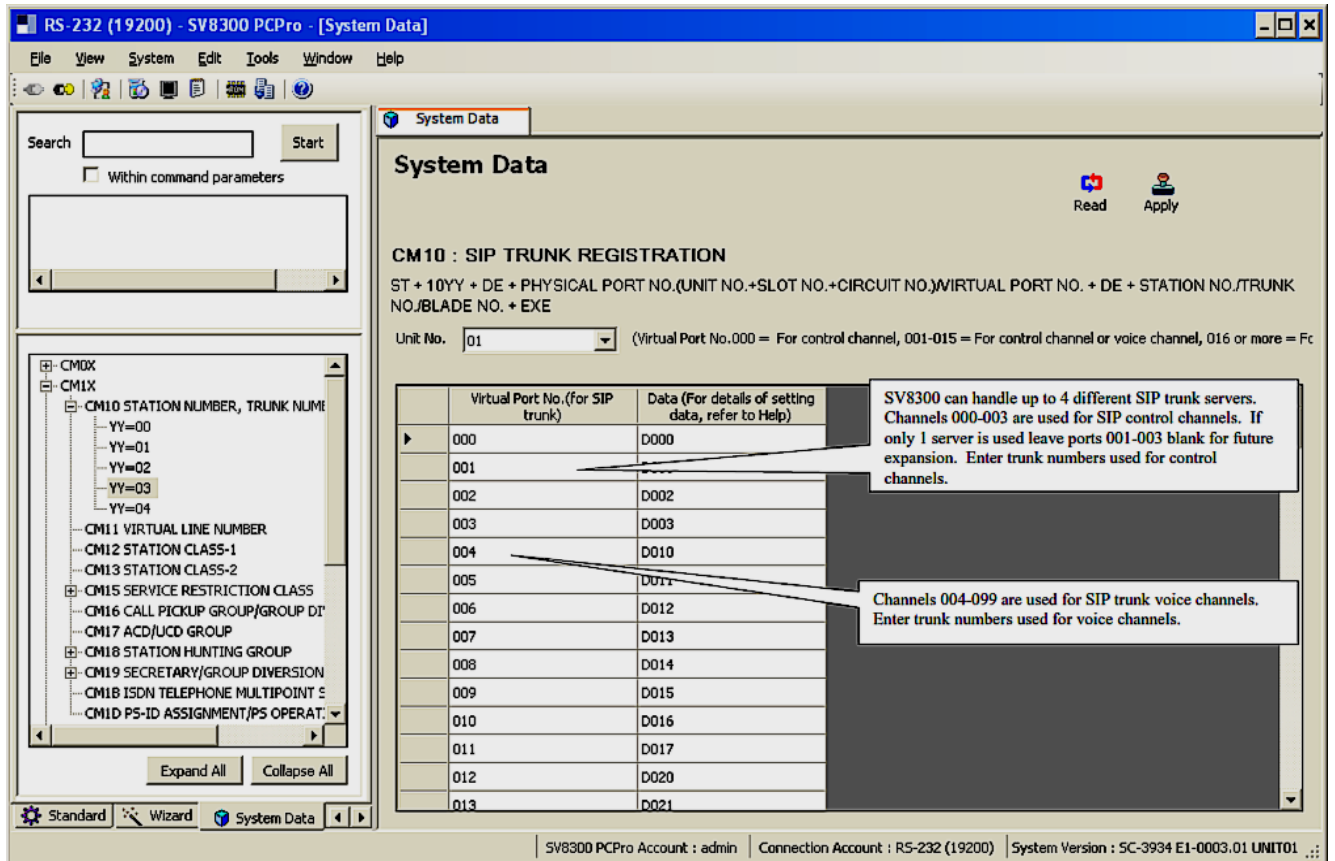 RS-232 (19200) - SV8300 PCPro - [System Data]
File View System Edit Tools Window Help
Search
Start
Within command parameters
CM0X
CM1X
CM10 STATION NUMBER, TRUNK NUME
YY=00
YY=01
YY=02
YY=03
YY=04
CM11 VIRTUAL LINE NUMBER
CM12 STATION CLASS-1
CM13 STATION CLASS-2
CM15 SERVICE RESTRICTION CLASS
CM16 CALL PICKUP GROUP/GROUP DI
CM17 ACD/UCD GROUP
CM18 STATION HUNTING GROUP
CM19 SECRETARY/GROUP DIVERSION
CM1B ISDN TELEPHONE MULTIPOINT S
CM1D PS-ID ASSIGNMENT/PS OPERAT
Expand All Collapse All
Standard Wizard System Data
System Data
System Data
Read Apply
CM10 : SIP TRUNK REGISTRATION
ST + 10YY + DE + PHYSICAL PORT NO.(UNIT NO.+SLOT NO.+CIRCUIT NO.)/VIRTUAL PORT NO. + DE + STATION NO./TRUNK
NO./BLADE NO. + EXE
Unit No. 01 (Virtual Port No.000 = For control channel, 001-015 = For control channel or voice channel, 016 or more = Fc
Virtual Port No.(for SIP trunk) Data (For details of setting data, refer to Help)
000 D000
001
002 D002
003 D003
004 D010
005 D011
006 D012
007 D013
008 D014
009 D015
010 D016
011 D017
012 D020
013 D021
SV8300 can handle up to 4 different SIP trunk servers.
Channels 000-003 are used for SIP control channels. If
only 1 server is used leave ports 001-003 blank for future
expansion. Enter trunk numbers used for control
channels.
Channels 004-099 are used for SIP trunk voice channels.
Enter trunk numbers used for voice channels.
SV8300 PCPro Account : admin Connection Account : RS-232 (19200) System Version : SC-3934 E1-0003.01 UNIT01